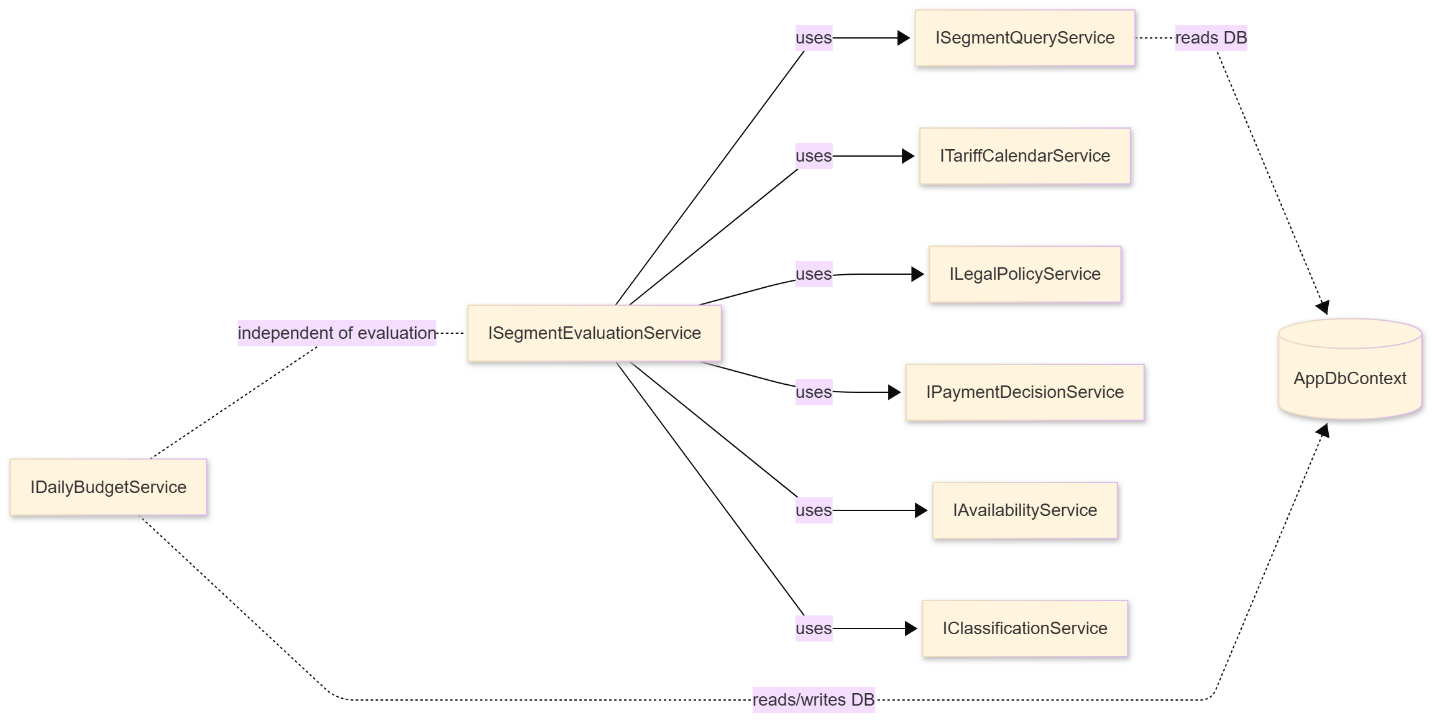 uses
ISegmentQueryService
reads DB
uses
ITariffCalendarService
uses
ILegalPolicyService
independent of evaluation
ISegmentEvaluationService
AppDbContext
uses
IPaymentDecisionService
IDailyBudgetService
uses
IAvailabilityService
uses
IClassificationService
reads/writes DB